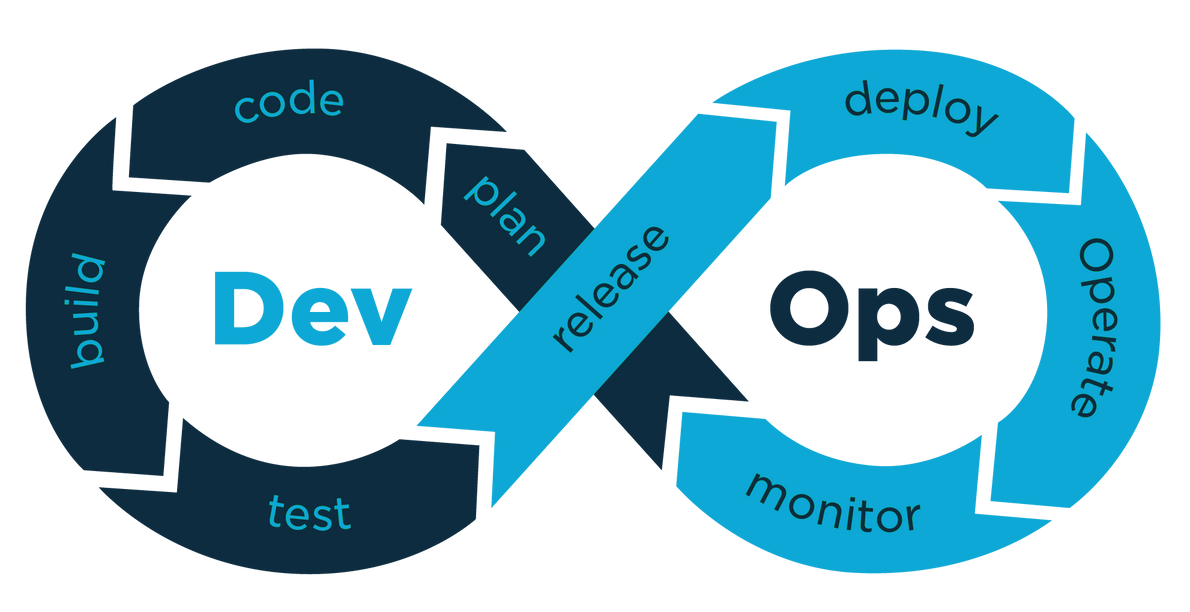 code
plan
build
test
Dev
release
deploy
Operate
monitor
Ops